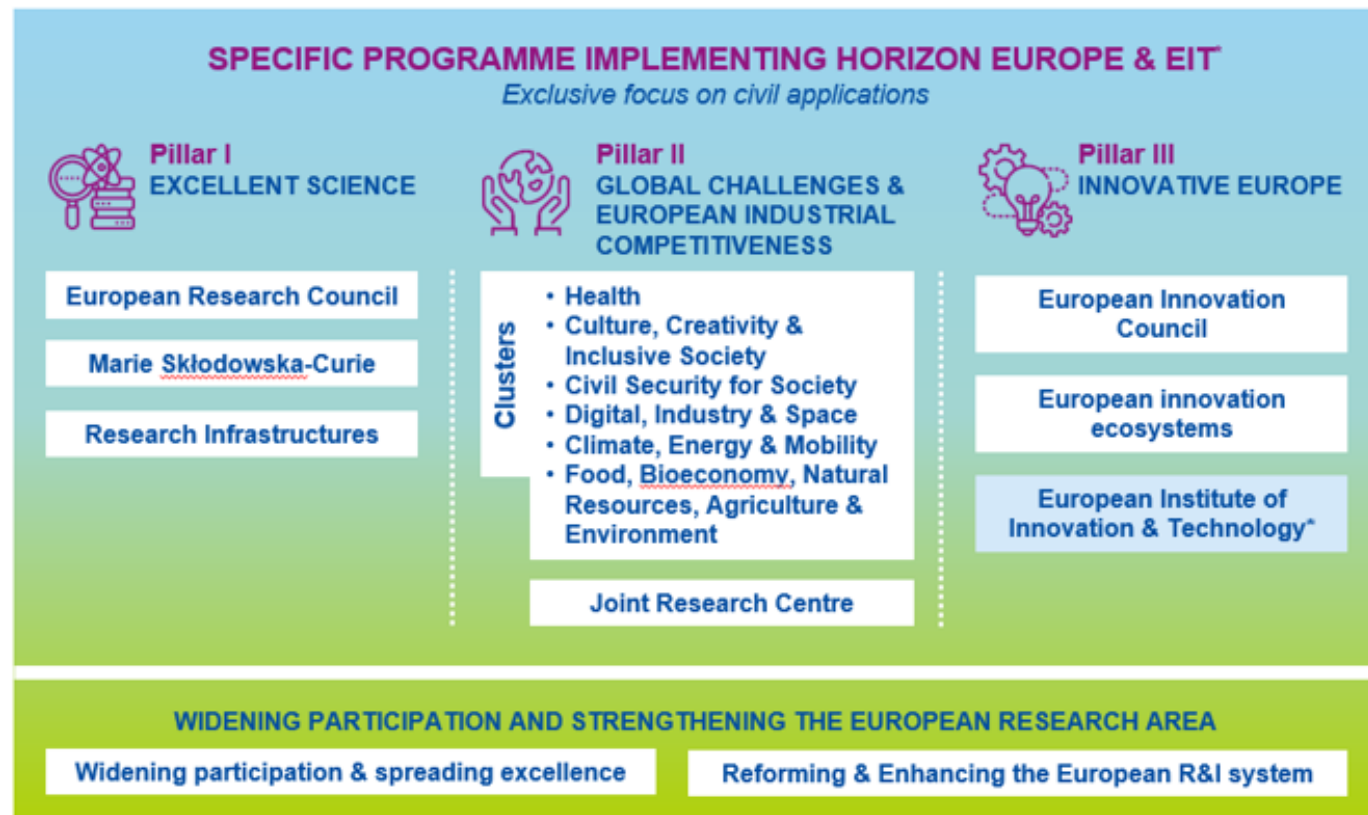 SPECIFIC PROGRAMME IMPLEMENTING HORIZON EUROPE & EIT*
Exclusive focus on civil applications
Pillar I
EXCELLENT SCIENCE
European Research Council
Marie Skłodowska-Curie
Research Infrastructures
Pillar II
GLOBAL CHALLENGES &
EUROPEAN INDUSTRIAL
COMPETITIVENESS
Clusters
• Health
• Culture, Creativity &
Inclusive Society
• Civil Security for Society
• Digital, Industry & Space
• Climate, Energy & Mobility
• Food, Bioeconomy, Natural
Resources, Agriculture &
Environment
Joint Research Centre
Pillar III
INNOVATIVE EUROPE
European Innovation
Council
European innovation
ecosystems
European Institute of
Innovation & Technology*
WIDENING PARTICIPATION AND STRENGTHENING THE EUROPEAN RESEARCH AREA
Widening participation & spreading excellence
Reforming & Enhancing the European R&I system